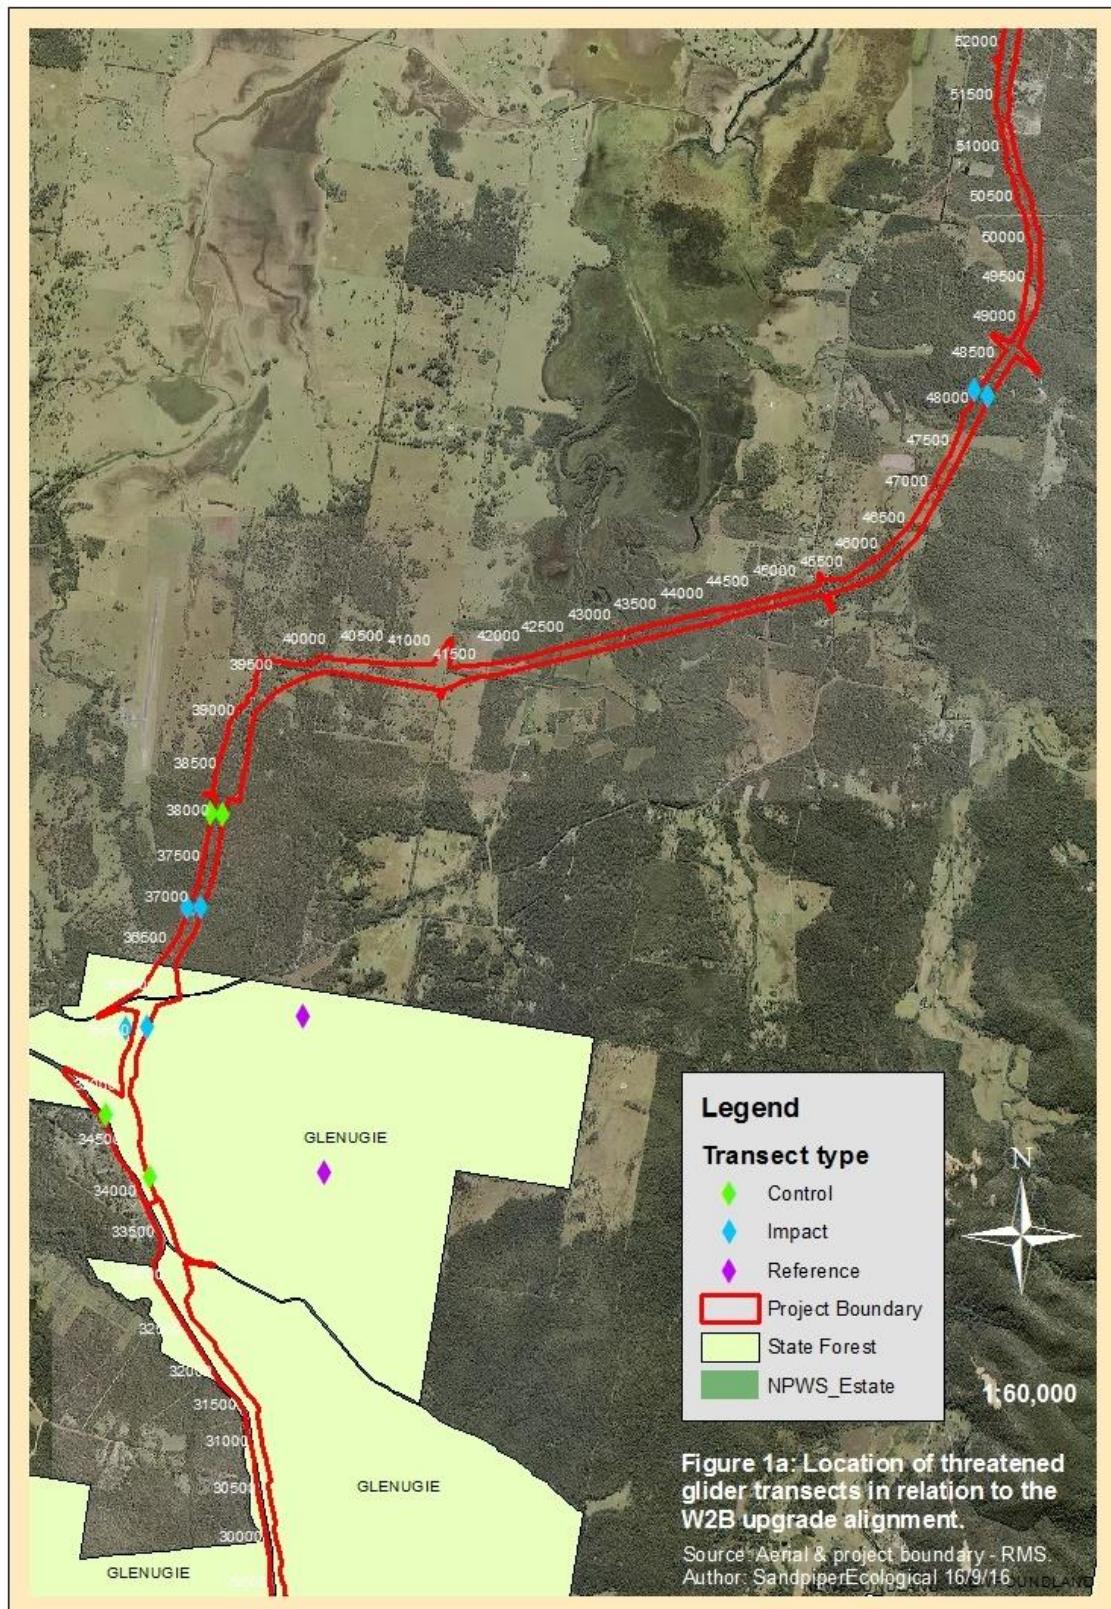 52000
51500
51000
50500
50000
49500
49000
48500
48000
47500
47000
46500
46000
45500
45000
44500
44000
43500
43000
42500
42000
41500
41000
40500
40000
39500
39000
38500
38000
37500
37000
36500
GLENUGIE
34500
34000
33500
32000
31500
31000
30500
30000
GLENUGIE
GLENUGIE
Legend
Transect type
Control
Impact
Reference
Project Boundary
State Forest
NPWS_Estate
N
1:60,000
Figure 1a: Location of threatened
glider transects in relation to the
W2B upgrade alignment.
Source: Aerial & project boundary - RMS.
Author: SandpiperEcological 16/9/16